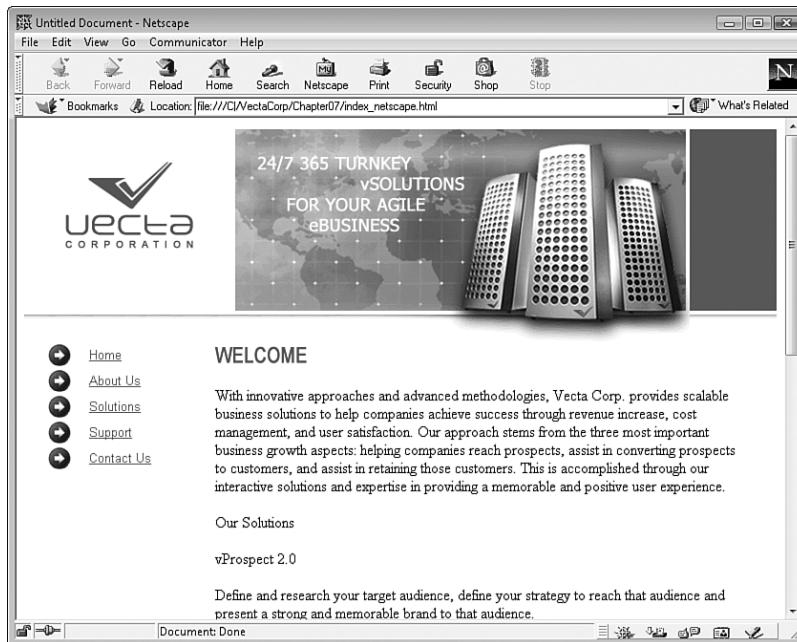 Untitled Document - Netscape
File Edit View Go Communicator Help
Back Forward Reload Home Search Netscape Print Security Shop Stop
Bookmarks Location: file:///C|/VectaCorp/Chapter07/index_netscape.html What's Related
24/7 365 TURNKEY
vSOLUTIONS
FOR YOUR AGILE
eBUSINESS
vecta
CORPORATION
Home
About Us
Solutions
Support
Contact Us
WELCOME
With innovative approaches and advanced methodologies, Vecta Corp. provides scalable
business solutions to help companies achieve success through revenue increase, cost
management, and user satisfaction. Our approach stems from the three most important
business growth aspects: helping companies reach prospects, assist in converting prospects
to customers, and assist in retaining those customers. This is accomplished through our
interactive solutions and expertise in providing a memorable and positive user experience.
Our Solutions
vProspect 2.0
Define and research your target audience, define your strategy to reach that audience and
present a strong and memorable brand to that audience.
Document: Done